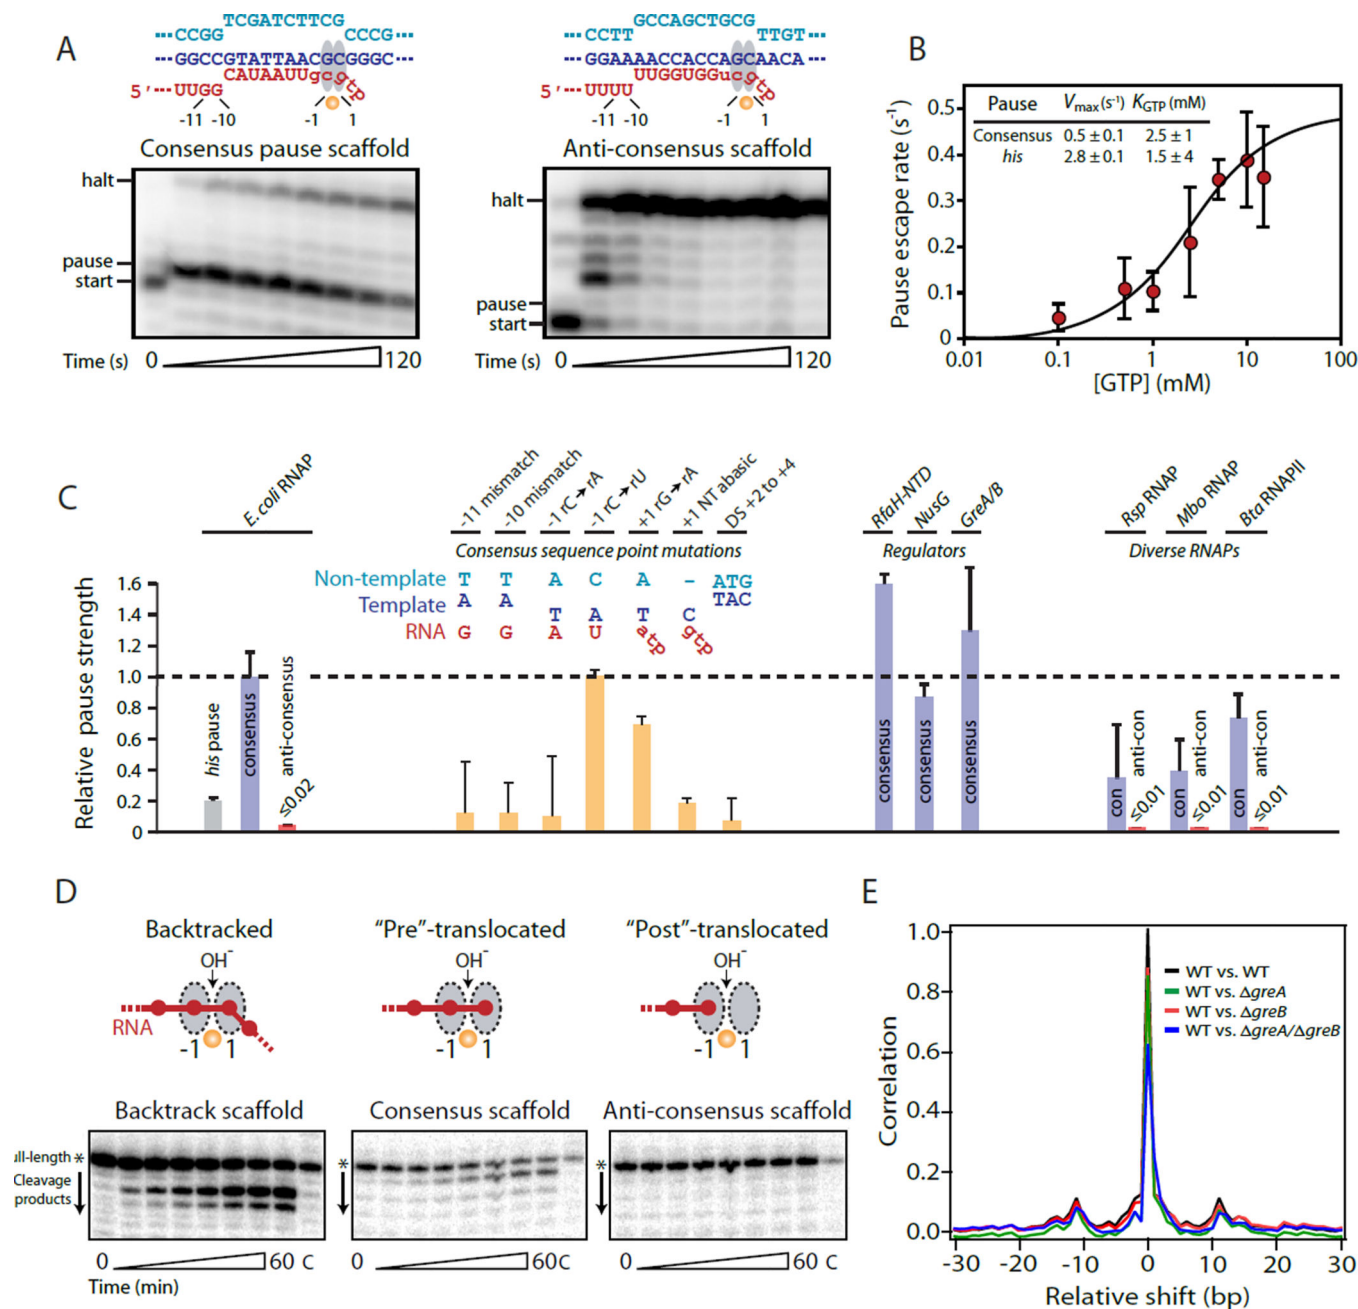 A
TCGATCTTCG
CCGG CCCG
GGCCGTATTAACGCGGGC
CAUAAUUgcgtp
5′ UUGG
-11 -10 -1 1
Consensus pause scaffold
halt
pause
start
Time (s) 0 120
GCCAGCTGCG
CCTT TTGT
GGAAAACCACCAGCAACA
UUGGUGGucgtp
5′ UUUU
-11 -10 -1 1
Anti-consensus scaffold
halt
pause
start
Time (s) 0 120
B
Pause escape rate (s⁻¹)
0.5
0.4
0.3
0.2
0.1
0
Pause Vmax (s⁻¹) KGTP (mM)
Consensus 0.5 ± 0.1 2.5 ± 1
his 2.8 ± 0.1 1.5 ± 4
0.01 0.1 1 10 100
[GTP] (mM)
C
E. coli RNAP
-11 mismatch
-10 mismatch
-1 rC➔rA
-1 rC➔rU
+1 rG➔rA
+1 NT abasic
DS +2 to +4
RfaH-NTD
NusG
GreA/B
Rsp RNAP
Mbo RNAP
Bta RNAPII
Consensus sequence point mutations
Regulators
Diverse RNAPs
Non-template T T A C A – ATG
Template A A T A T C TAC
RNA G G A U atp gtp
Relative pause strength
1.6
1.4
1.2
1.0
0.8
0.6
0.4
0.2
0
his pause
consensus
anti-consensus
≤0.02
consensus
consensus
consensus
con
anti-con
≤0.01
con
anti-con
≤0.01
con
anti-con
≤0.01
D
Backtracked
OH⁻
RNA
-1 1
"Pre"-translocated
OH⁻
-1 1
"Post"-translocated
OH⁻
-1 1
Backtrack scaffold
ull-length *
Cleavage
products
0 60 C
Time (min)
Consensus scaffold
*
0 60 C
Anti-consensus scaffold
*
0 60 C
E
Correlation
1.0
0.8
0.6
0.4
0.2
0.0
WT vs. WT
WT vs. ΔgreA
WT vs. ΔgreB
WT vs. ΔgreA/ΔgreB
-30 -20 -10 0 10 20 30
Relative shift (bp)